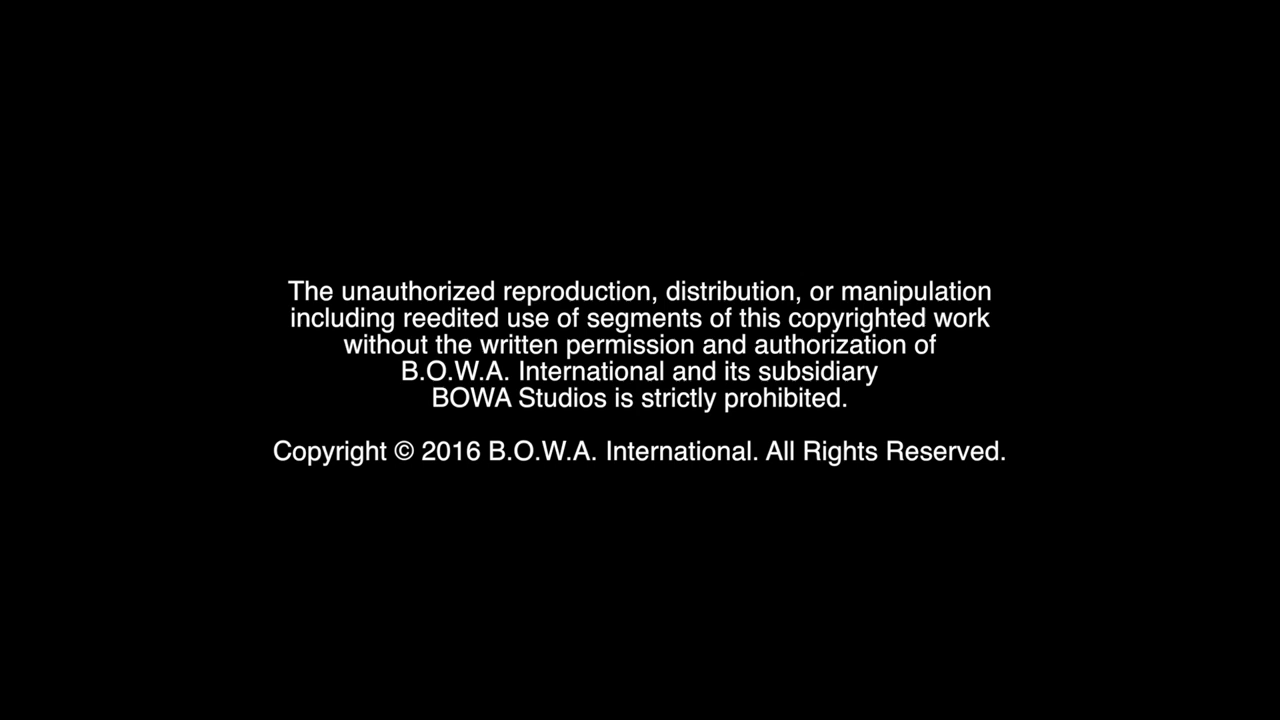 The unauthorized reproduction, distribution, or manipulation
including reedited use of segments of this copyrighted work
without the written permission and authorization of
B.O.W.A. International and its subsidiary
BOWA Studios is strictly prohibited.
Copyright © 2016 B.O.W.A. International. All Rights Reserved.